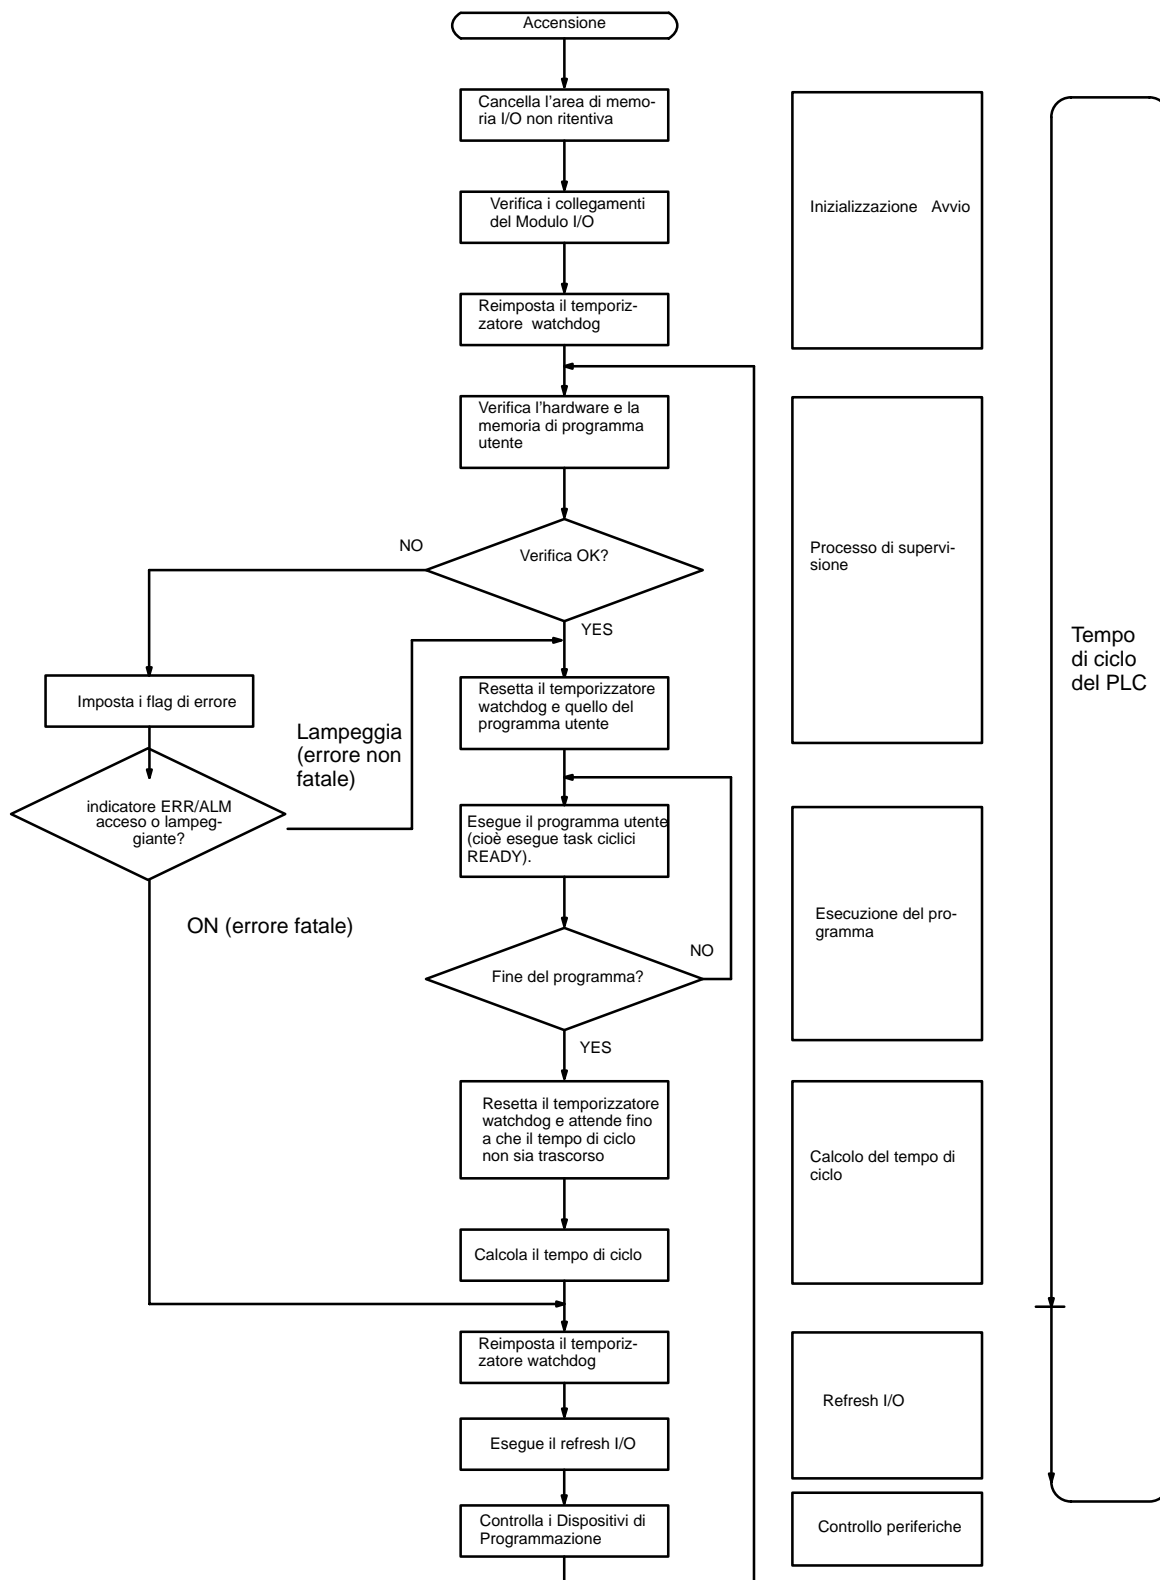 Accensione
Cancella l'area di memo-
ria I/O non ritentiva
Verifica i collegamenti
del Modulo I/O
Inizializzazione Avvio
Reimposta il temporiz-
zatore watchdog
Verifica l'hardware e la
memoria di programma
utente
NO
Verifica OK?
Processo di supervi-
sione
YES
Tempo
di ciclo
del PLC
Imposta i flag di errore
Resetta il temporizzatore
watchdog e quello del
programma utente
Lampeggia
(errore non
fatale)
indicatore ERR/ALM
acceso o lampeg-
giante?
Esegue il programma utente
(cioè esegue task ciclici
READY).
ON (errore fatale)
Esecuzione del pro-
gramma
NO
Fine del programma?
YES
Resetta il temporizzatore
watchdog e attende fino
a che il tempo di ciclo
non sia trascorso
Calcolo del tempo di
ciclo
Calcola il tempo di ciclo
Reimposta il temporiz-
zatore watchdog
Refresh I/O
Esegue il refresh I/O
Controlla i Dispositivi di
Programmazione
Controllo periferiche